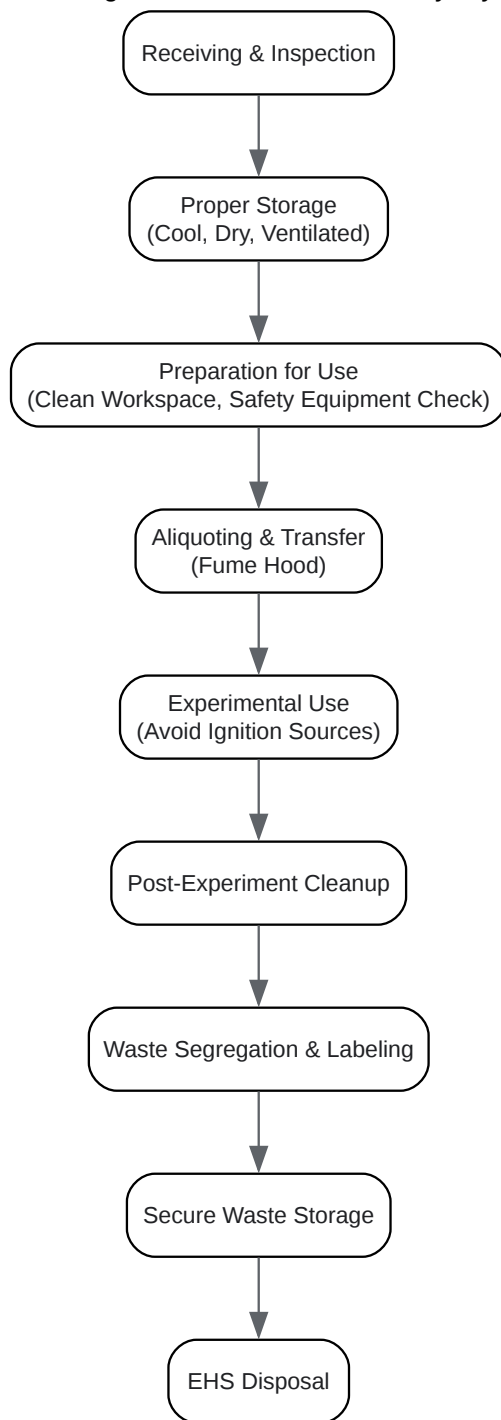 Receiving & Inspection
Proper Storage
(Cool, Dry, Ventilated)
Preparation for Use
(Clean Workspace, Safety Equipment Check)
Aliquoting & Transfer
(Fume Hood)
Experimental Use
(Avoid Ignition Sources)
Post-Experiment Cleanup
Waste Segregation & Labeling
Secure Waste Storage
EHS Disposal